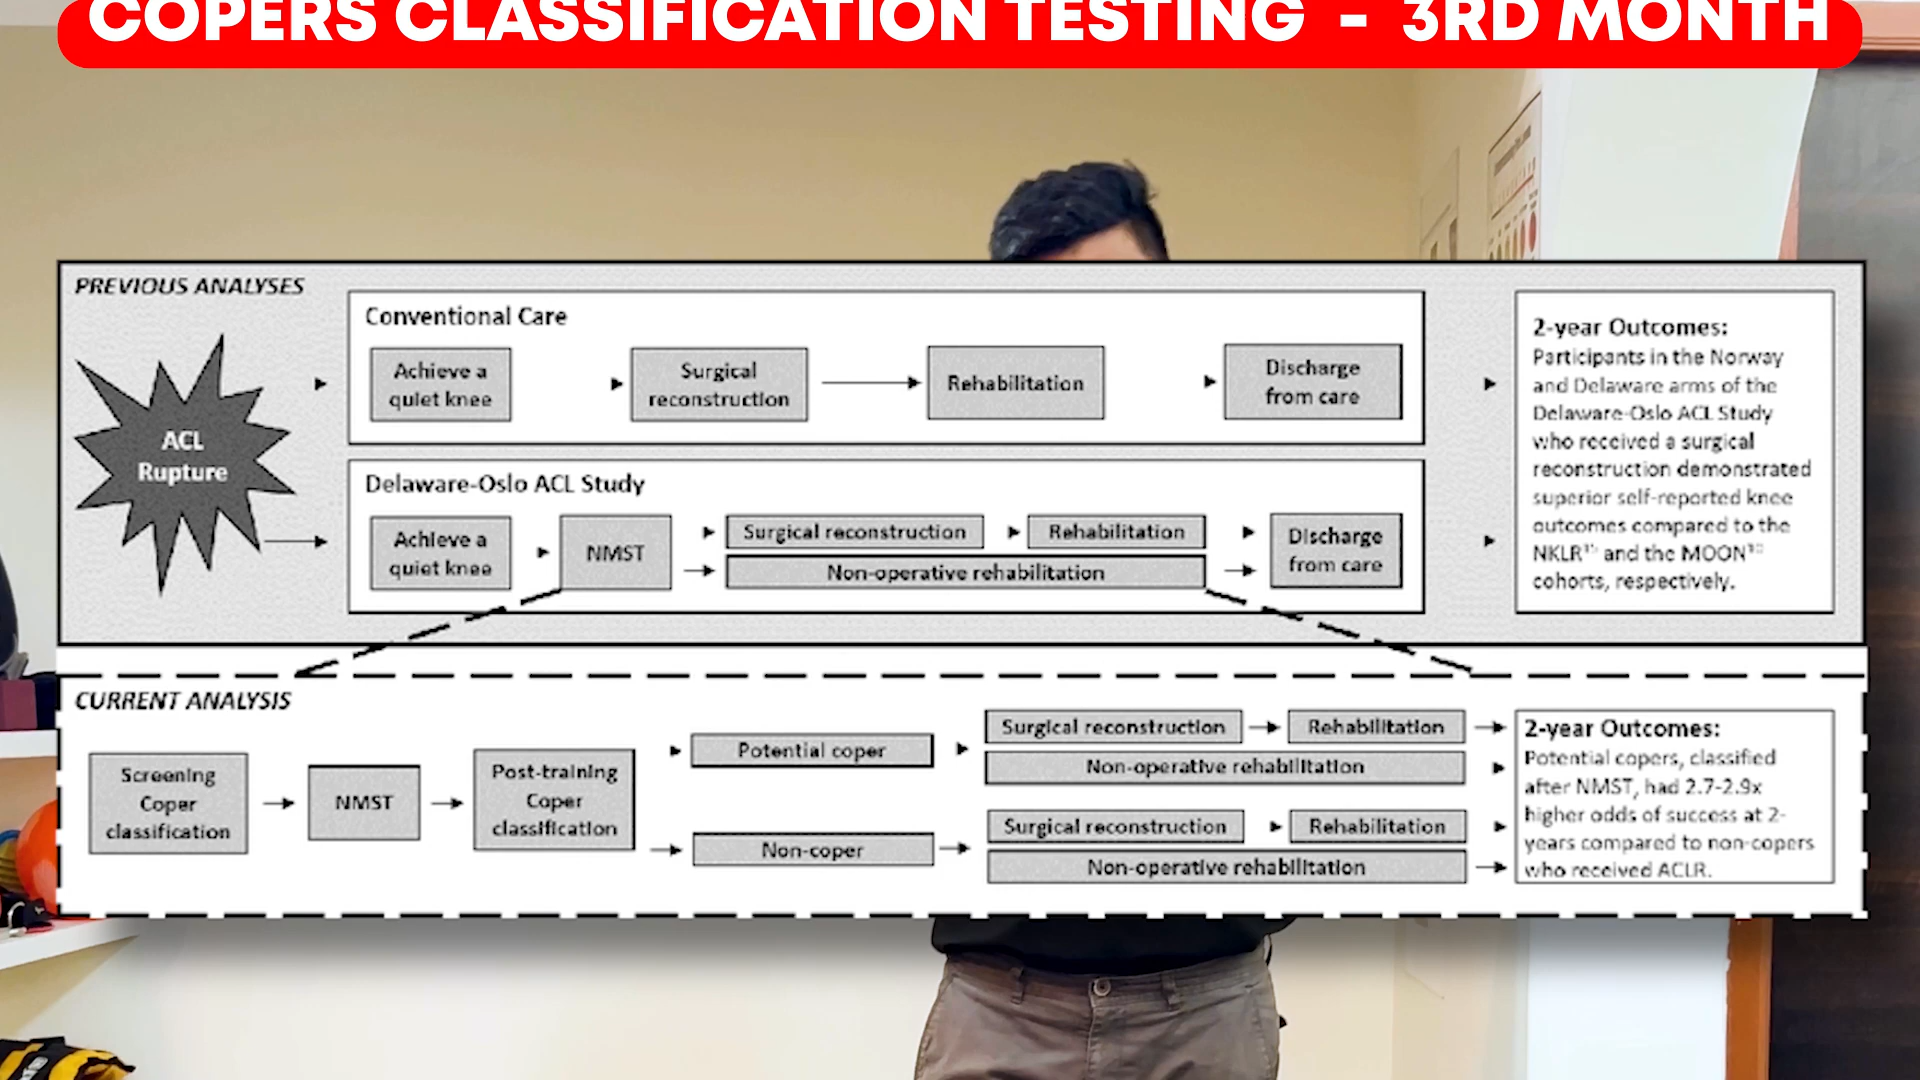 COPERS CLASSIFICATION TESTING - 3RD MONTH
PREVIOUS ANALYSES
ACL
Rupture
Conventional Care
Achieve a
quiet knee
Surgical
reconstruction
Rehabilitation
Discharge
from care
Delaware-Oslo ACL Study
Achieve a
quiet knee
NMST
Surgical reconstruction
Rehabilitation
Non-operative rehabilitation
Discharge
from care
2-year Outcomes:
Participants in the Norway
and Delaware arms of the
Delaware-Oslo ACL Study
who received a surgical
reconstruction demonstrated
superior self-reported knee
outcomes compared to the
NKLR and the MOON
cohorts, respectively.
CURRENT ANALYSIS
Screening
Coper
classification
NMST
Post-training
Coper
classification
Potential coper
Surgical reconstruction
Rehabilitation
Non-operative rehabilitation
Non-coper
Surgical reconstruction
Rehabilitation
Non-operative rehabilitation
2-year Outcomes:
Potential copers, classified
after NMST, had 2.7-2.9x
higher odds of success at 2-
years compared to non-copers
who received ACLR.